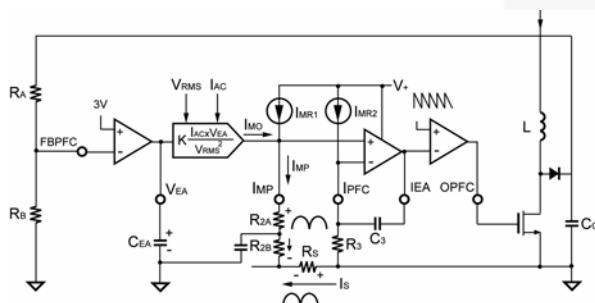 VRMS IAC
RA
3V
+
-
FBPFC
K IACxVEA
VRMS²
IMO
IMR1
IMR2
V+
+
-
+
-
L
IMP
VEA
IMP
IPFC
IEA
OPFC
RB
CEA
+
-
R2A
+
R2B
-
R3
C3
RS
- +
IS
CO